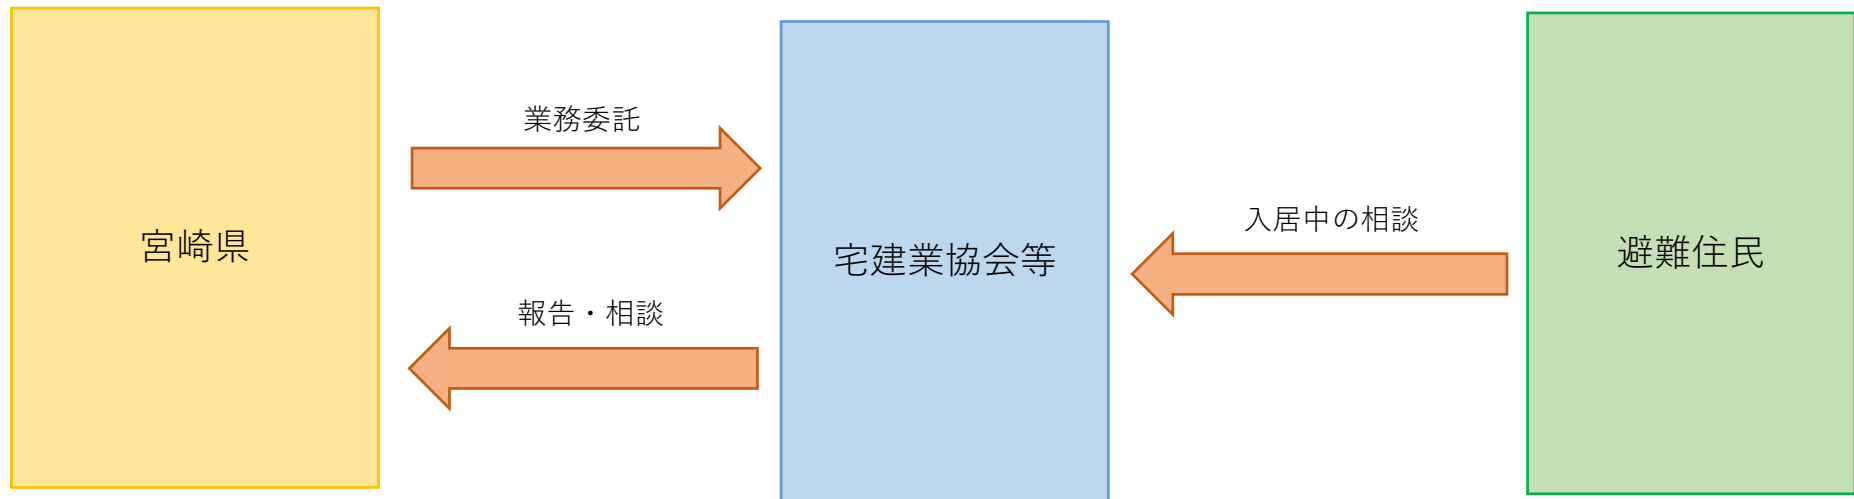 業務委託
入居中の相談
宮崎県
宅建業協会等
避難住民
報告・相談